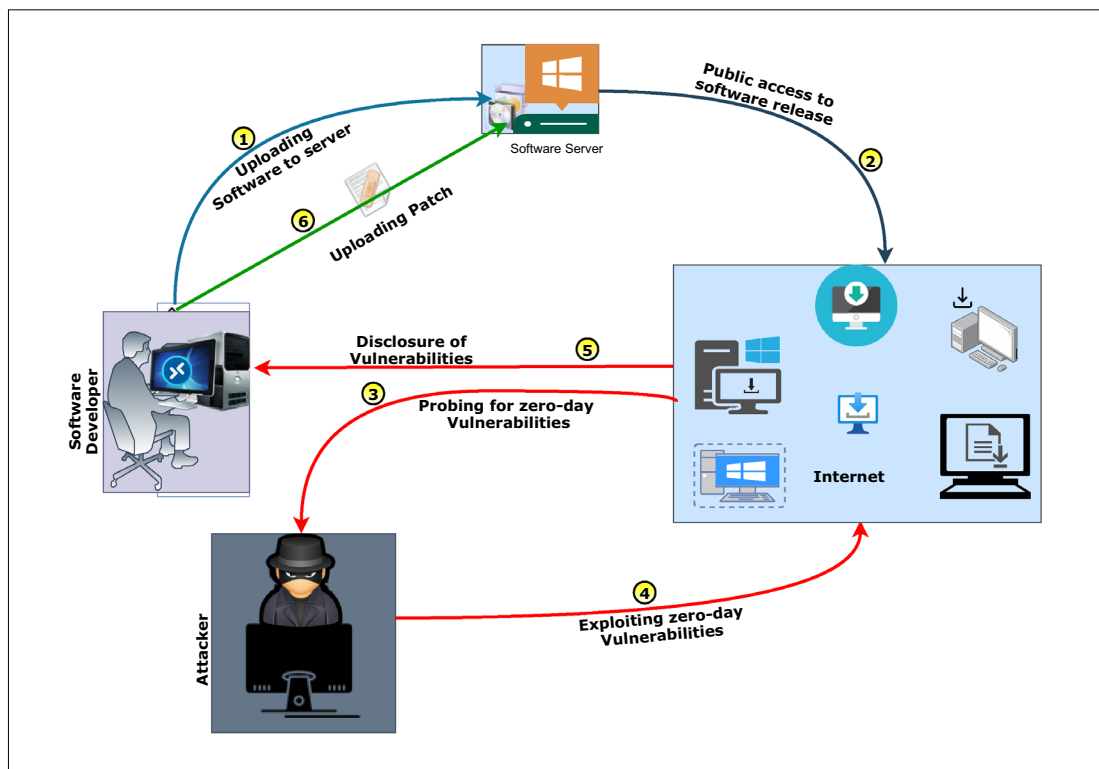 Software Server
Public access to
software release
1
Uploading
Software to server
2
6
Uploading Patch
Software
Developer
Disclosure of
Vulnerabilities
5
3
Probing for zero-day
Vulnerabilities
Internet
Attacker
4
Exploiting zero-day
Vulnerabilities